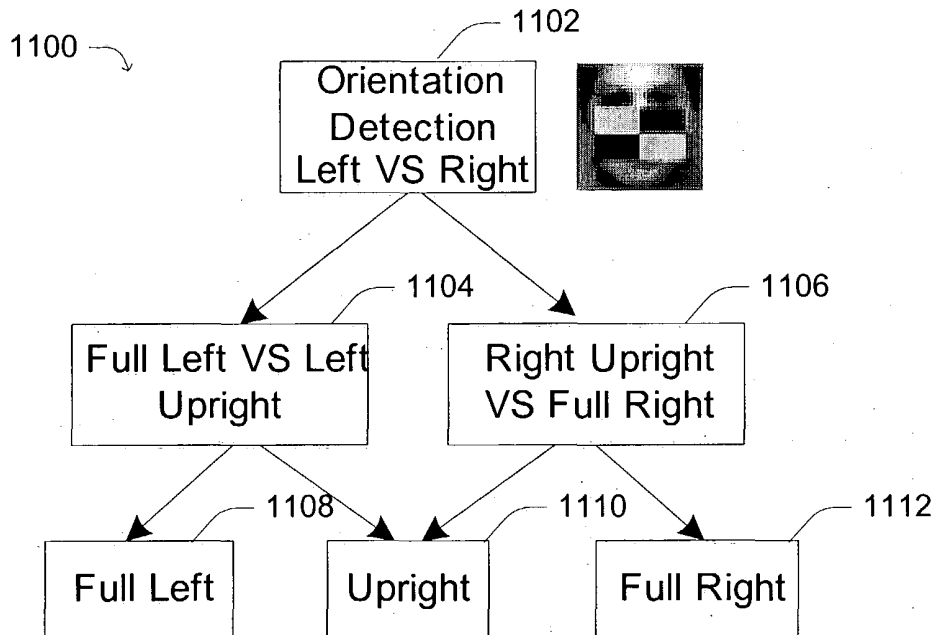 1102
1100
Orientation
Detection
Left VS Right
1104
1106
Full Left VS Left
Upright
Right Upright
VS Full Right
1108
1110
1112
Full Left
Upright
Full Right